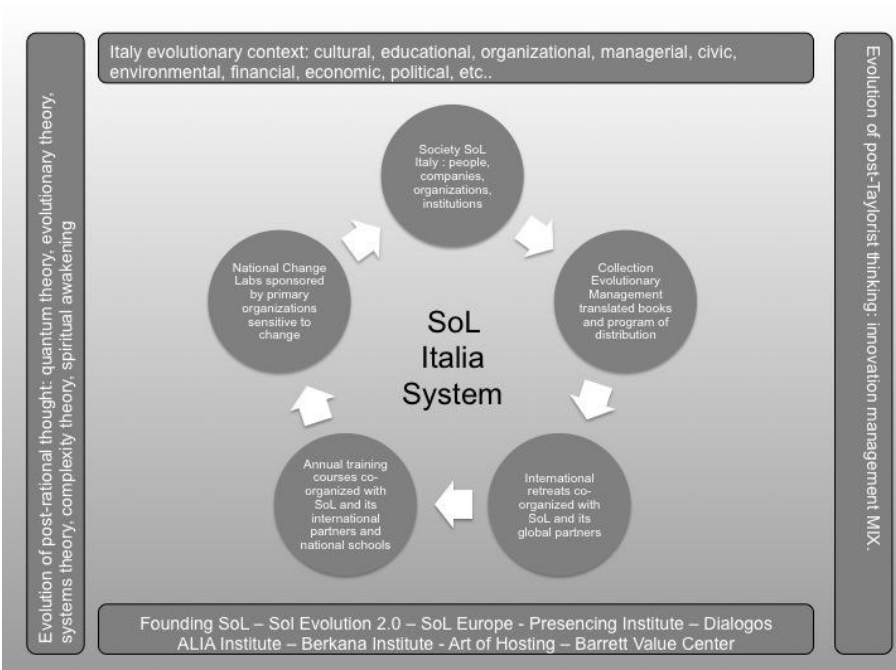 Italy evolutionary context: cultural, educational, organizational, managerial, civic,
environmental, financial, economic, political, etc..
Evolution of post-rational thought: quantum theory, evolutionary theory,
systems theory, complexity theory, spiritual awakening
Society SoL
Italy : people,
companies,
organizations,
institutions
Collection
Evolutionary
Management
translated books
and program of
distribution
International
retreats co-
organized with
SoL and its
global partners
Annual training
courses co-
organized with
SoL and its
international
partners and
national schools
National Change
Labs sponsored
by primary
organizations
sensitive to
change
SoL
Italia
System
Evolution of post-Taylorist thinking: innovation management MIX.
Founding SoL – Sol Evolution 2.0 – SoL Europe - Presencing Institute – Dialogos
ALIA Institute – Berkana Institute - Art of Hosting – Barrett Value Center